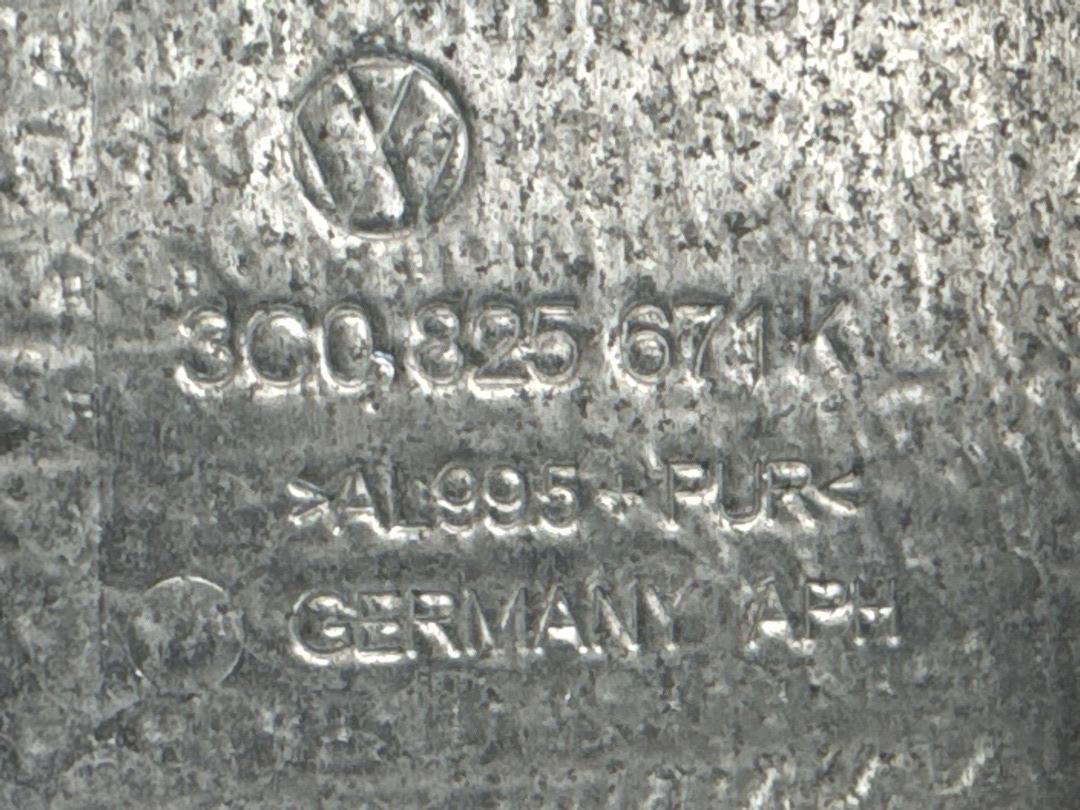 3C0 825 671 K
>AL995 + PUR<
GERMANY APH